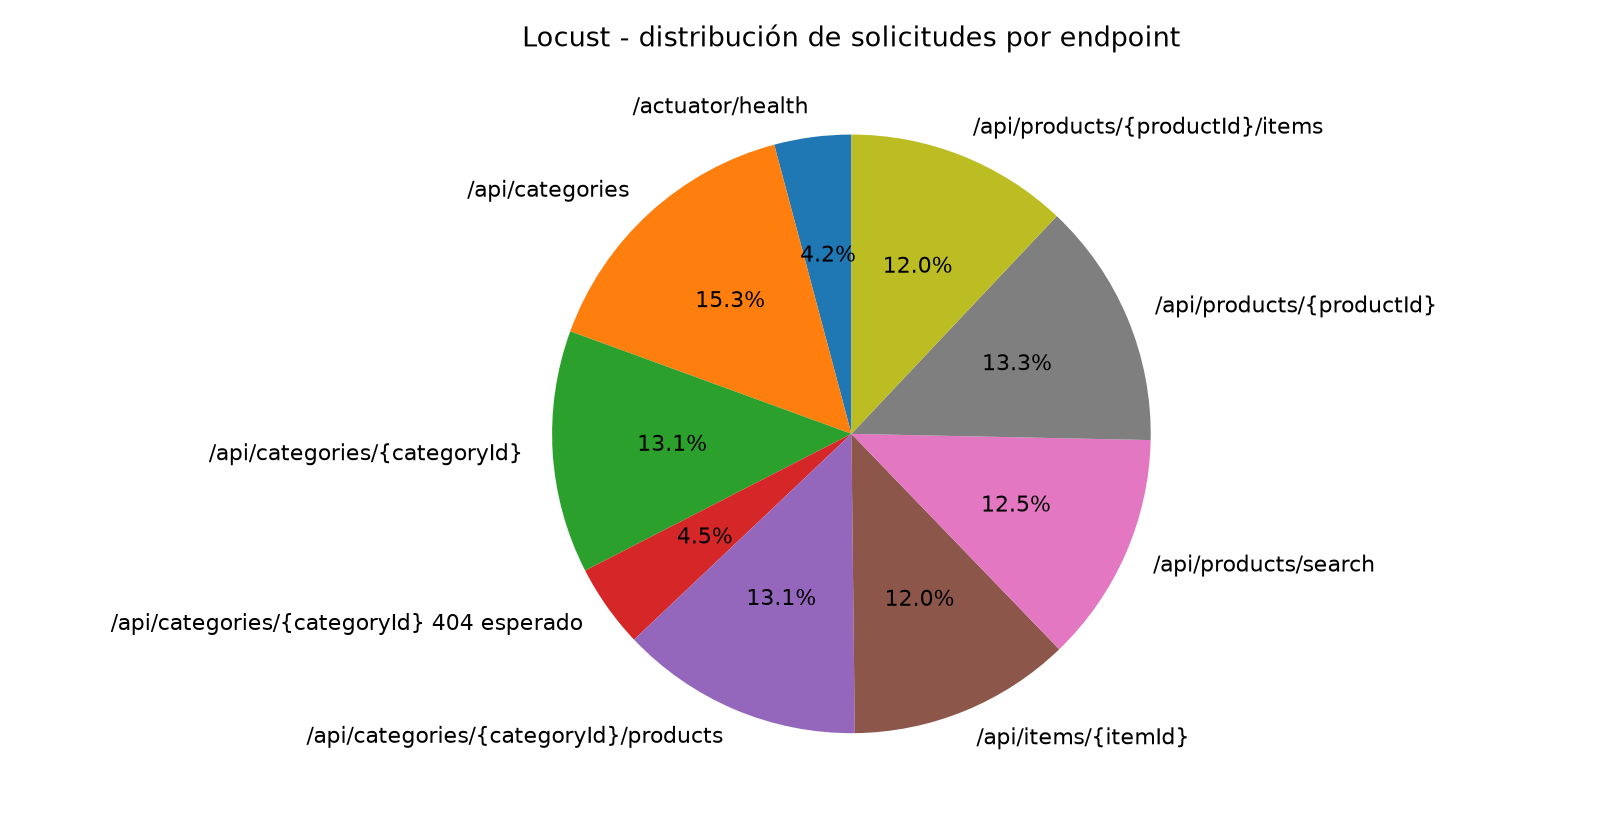 Locust - distribución de solicitudes por endpoint
/actuator/health
/api/products/{productId}/items
/api/categories
4.2%
12.0%
15.3%
/api/products/{productId}
13.3%
/api/categories/{categoryId}
13.1%
12.5%
4.5%
/api/products/search
/api/categories/{categoryId} 404 esperado
13.1%
12.0%
/api/categories/{categoryId}/products
/api/items/{itemId}